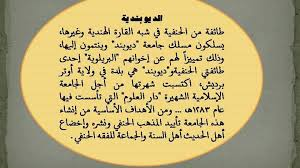 الديوبندية
طائفة من الحنفية في شبه القارة الهندية وغيرها،
يسلكون مسلك جامعة "ديوبند" وينتمون إليها،
وذلك تمييزاً لهم عن إخوانهم "البريلوية" إحدى
طائفتي الحنفيةو"ديوبند" هي بلدة في ولاية أوتر
برديش، اكتسبت شهرتها من أجل الجامعة
الإسلامية الشهيرة "دار العلوم" التي تأسست فيها
عام ١٢٨٣هـ ... ومن الأهداف الأساسية من إنشاء
هذه الجامعة تأييد المذهب الحنفي ونشره وإخضاع
أهل الحديث أهل السنة والجماعة للفقه الحنفي .